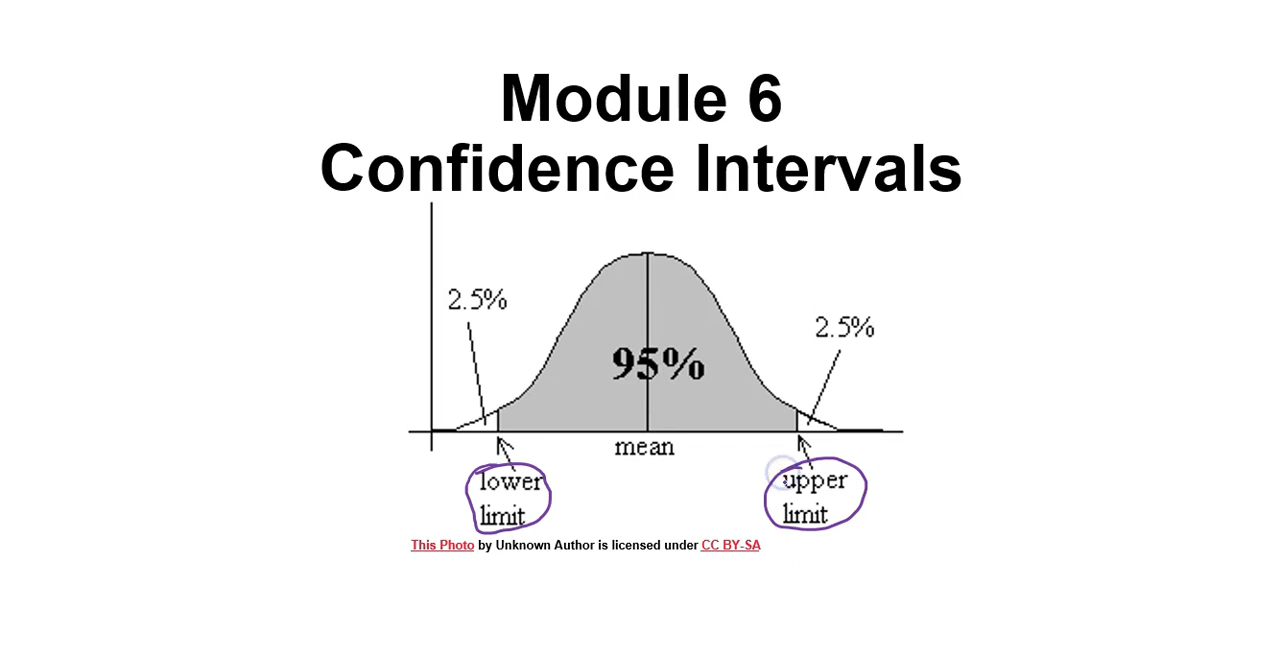 Module 6
Confidence Intervals
2.5%
2.5%
95%
mean
lower
limit
upper
limit
This Photo by Unknown Author is licensed under CC BY-SA